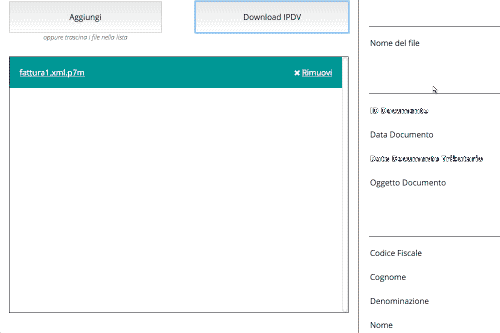 Aggiungi
Download IPDV
oppure trascina i file nella lista
fattura1.xml.p7m
✖ Rimuovi
Nome del file
ID Documento
Data Documento
Data Documento Tributario
Oggetto Documento
Codice Fiscale
Cognome
Denominazione
Nome